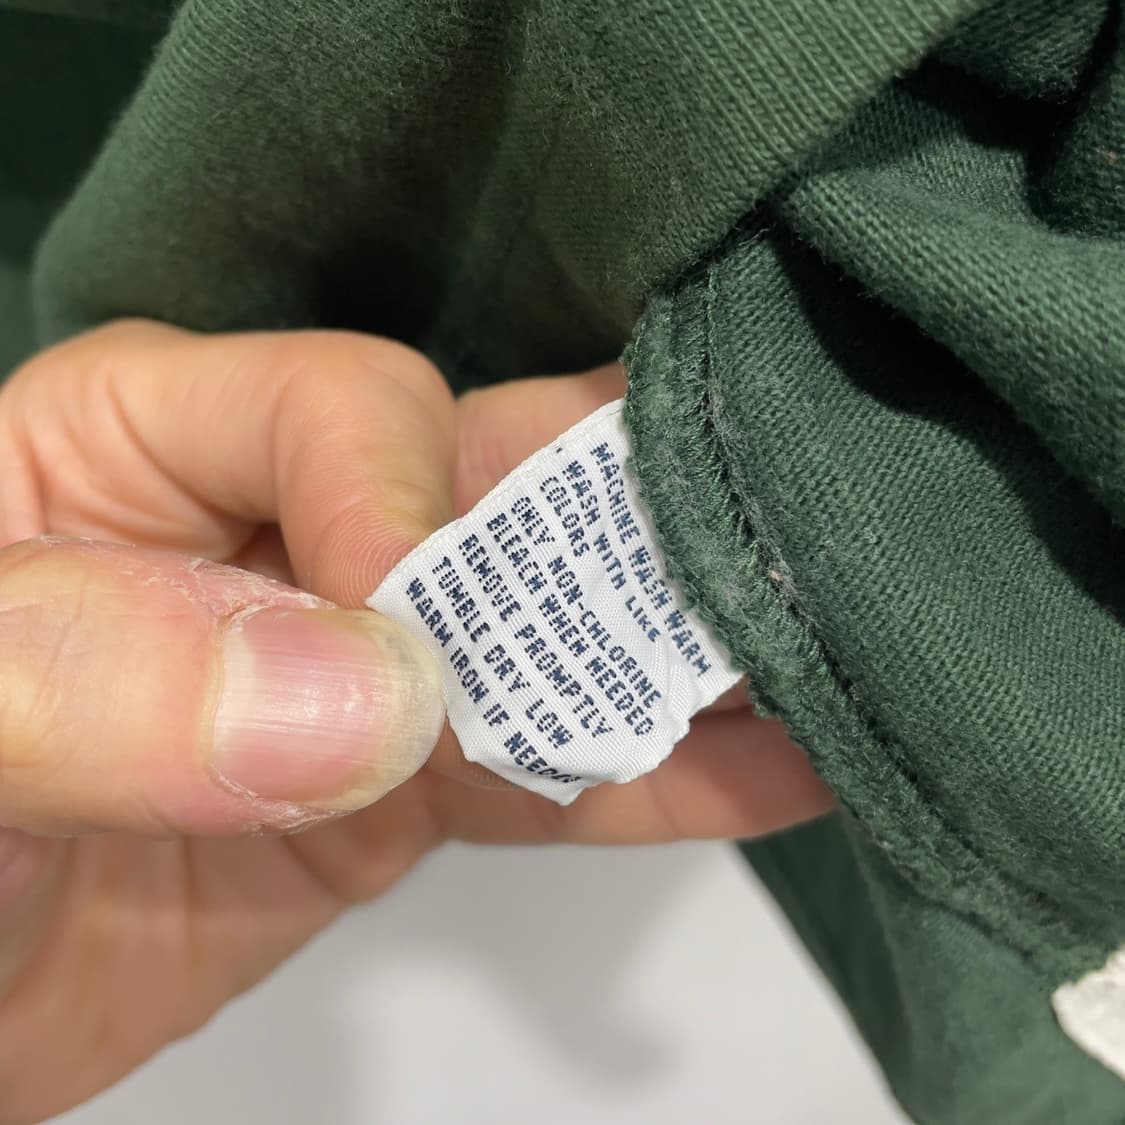 MACHINE WASH WARM
WASH WITH LIKE
COLORS
ONLY NON-CHLORINE
BLEACH WHEN NEEDED
REMOVE PROMPTLY
TUMBLE DRY LOW
WARM IRON IF NEEDED